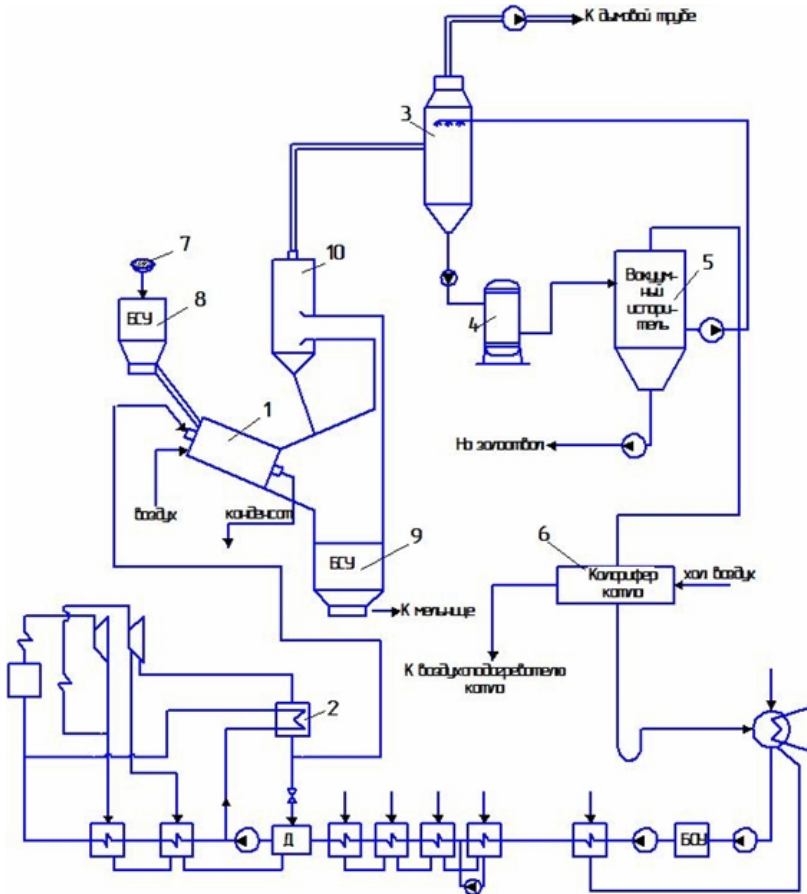 К дымовой трубе
3
7
10
8
БСУ
Вакуум-
ный
испари-
тель
5
4
1
На золоотвал
воздух
конденсат
БСУ
9
6
Калорифер
котла
хол воздух
К мельнице
К воздухоподогревателю
котла
2
Д
БОУ